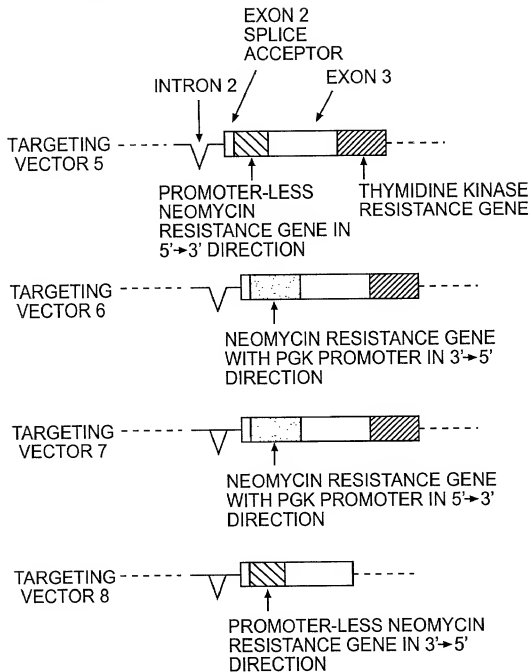 EXON 2
SPLICE
ACCEPTOR
INTRON 2
EXON 3
TARGETING
VECTOR 5
PROMOTER-LESS
NEOMYCIN
RESISTANCE GENE IN
5'→3' DIRECTION
THYMIDINE KINASE
RESISTANCE GENE
TARGETING
VECTOR 6
NEOMYCIN RESISTANCE GENE
WITH PGK PROMOTER IN 3'→5'
DIRECTION
TARGETING
VECTOR 7
NEOMYCIN RESISTANCE GENE
WITH PGK PROMOTER IN 5'→3'
DIRECTION
TARGETING
VECTOR 8
PROMOTER-LESS NEOMYCIN
RESISTANCE GENE IN 3'→5'
DIRECTION